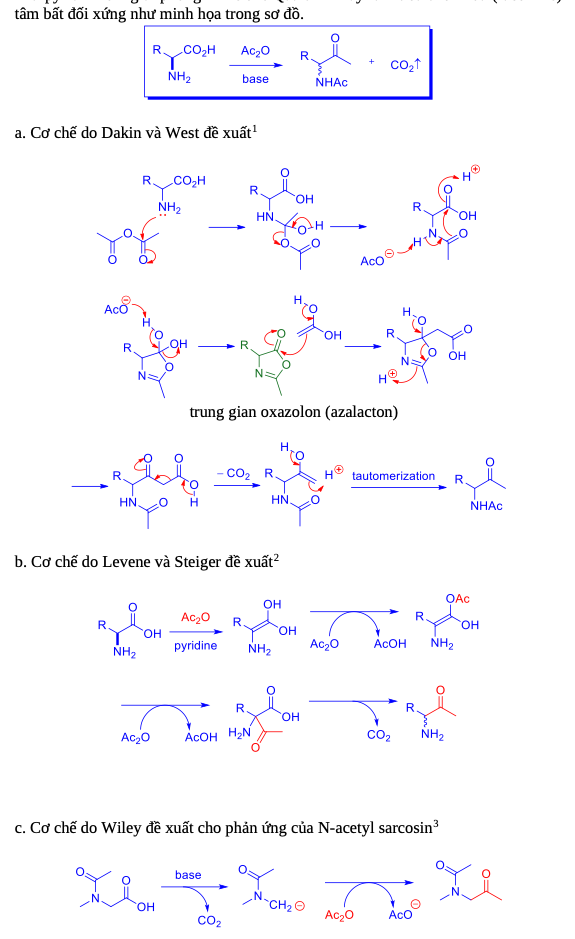 tâm bất đối xứng như minh họa trong sơ đồ.
R CO₂H NH₂ Ac₂O base R O NHAc + CO₂↑
a. Cơ chế do Dakin và West đề xuất¹
R CO₂H NH₂ O O O R O OH HN O H O O H⊕ R O OH N H O AcO⊖
AcO⊖ H O R OH O N R O O N H O OH H O R O OH O N H⊕
trung gian oxazolon (azalacton)
R O O O H HN O – CO₂ H O R H⊕ HN O tautomerization R O NHAc
b. Cơ chế do Levene và Steiger đề xuất²
R O OH NH₂ Ac₂O pyridine R OH OH NH₂ Ac₂O AcOH R OAc OH NH₂
Ac₂O AcOH R O OH H₂N O CO₂ R O NH₂
c. Cơ chế do Wiley đề xuất cho phản ứng của N-acetyl sarcosin³
O N O OH base CO₂ O N CH₂⊖ Ac₂O AcO⊖ O N O